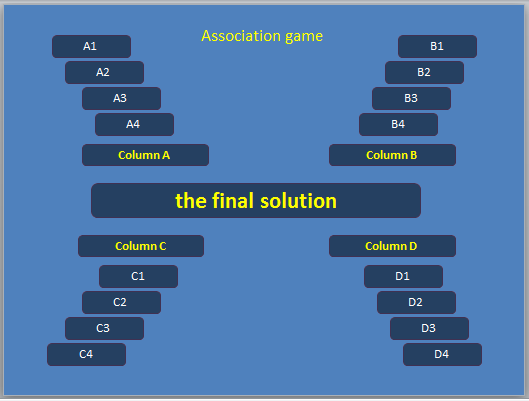 Association game
A1
A2
A3
A4
Column A
B1
B2
B3
B4
Column B
the final solution
Column C
C1
C2
C3
C4
Column D
D1
D2
D3
D4